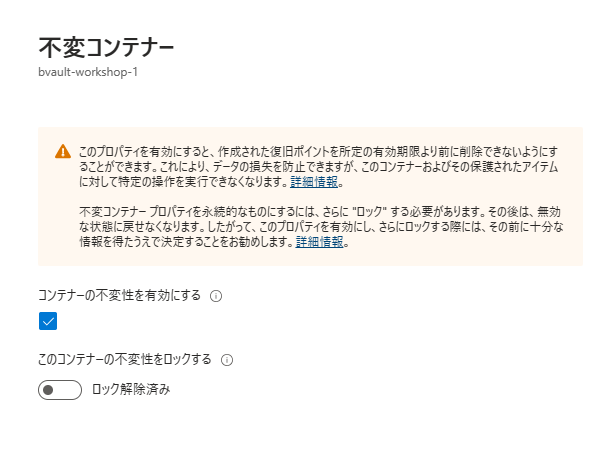 不変コンテナー
bvault-workshop-1
このプロパティを有効にすると、作成された復旧ポイントを所定の有効期限より前に削除できないようにす
ることができます。これにより、データの損失を防止できますが、このコンテナーおよびその保護されたアイテム
に対して特定の操作を実行できなくなります。詳細情報。
不変コンテナー プロパティを永続的なものにするには、さらに "ロック" する必要があります。その後は、無効
な状態に戻せなくなります。したがって、このプロパティを有効にし、さらにロックする際には、その前に十分な
情報を得たうえで決定することをお勧めします。詳細情報。
コンテナーの不変性を有効にする
このコンテナーの不変性をロックする
ロック解除済み